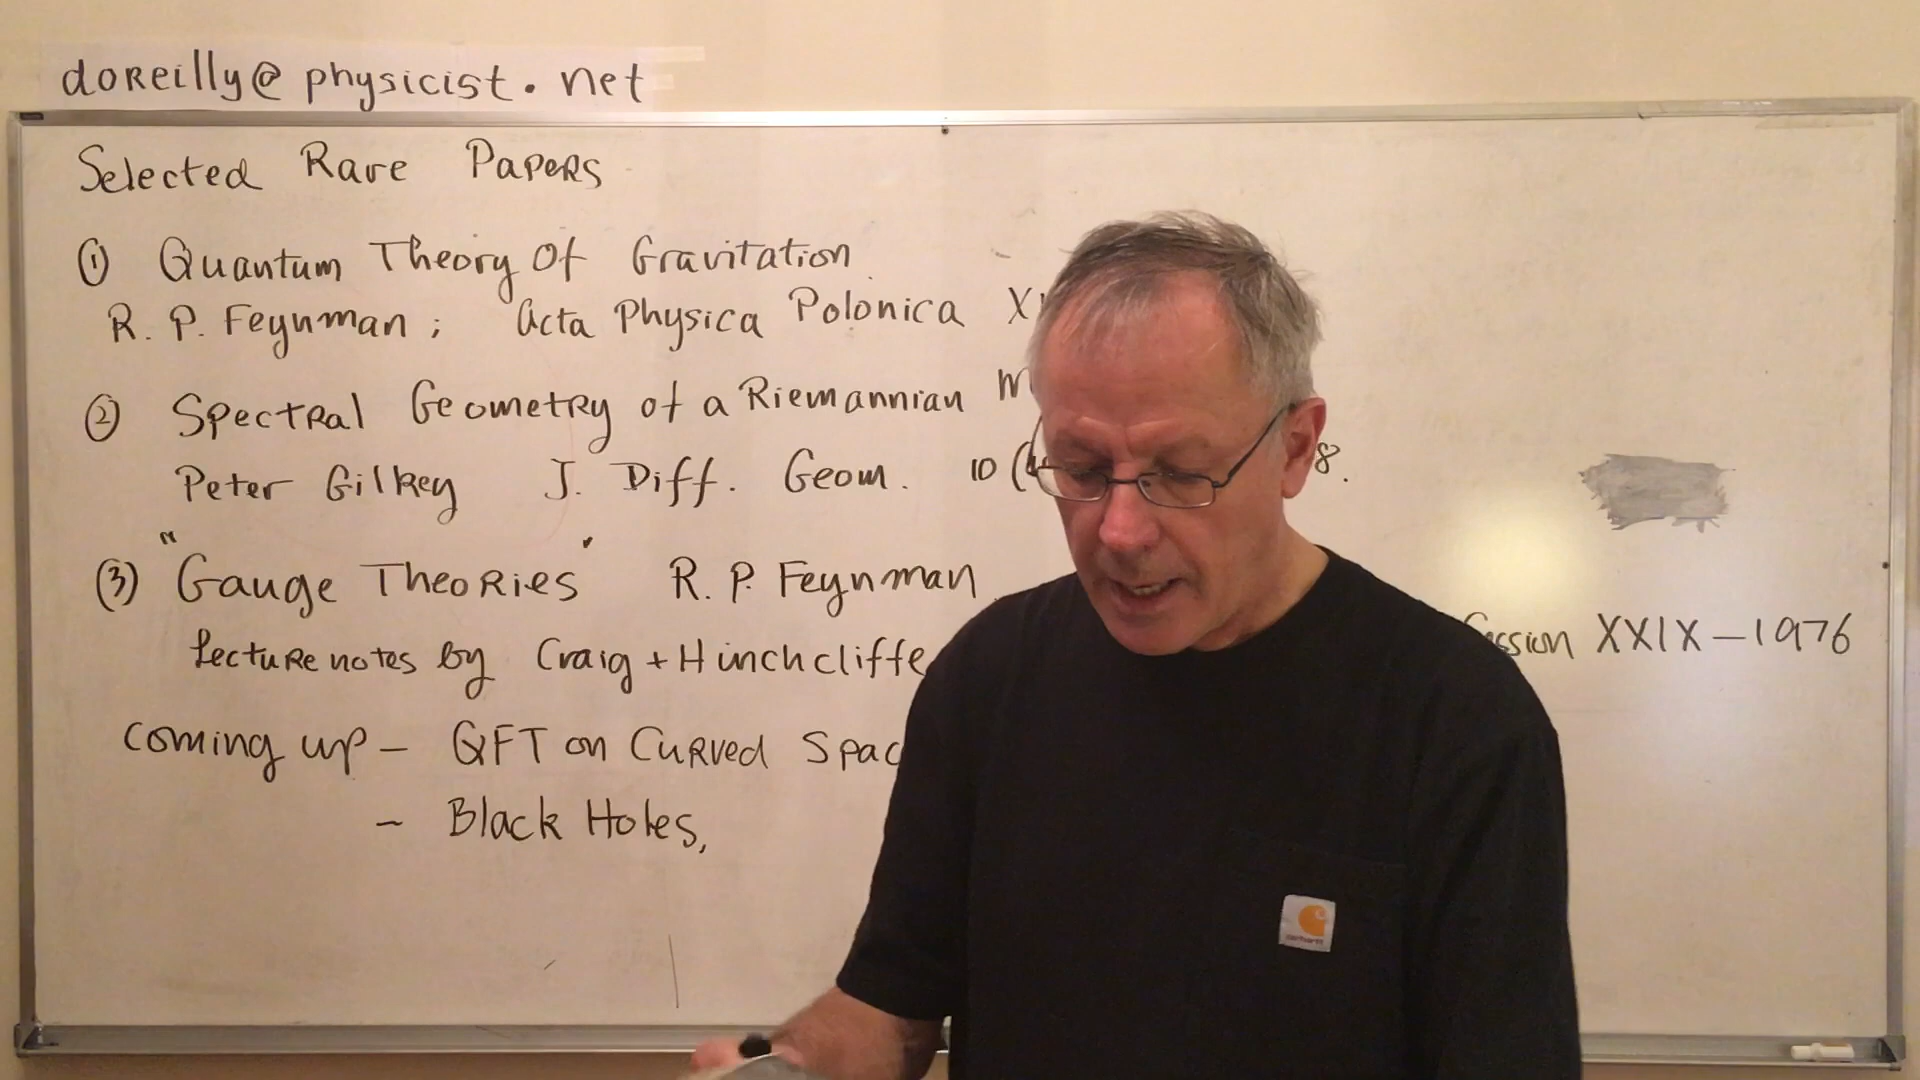 doreilly@physicist.net
Selected Rare Papers
① Quantum Theory Of Gravitation
R. P. Feynman; Acta Physica Polonica
② Spectral Geometry of a Riemannian
Peter Gilkey J. Diff. Geom. 10 ( 8.
③ "Gauge Theories" R. P. Feynman
Lecture notes by Craig + Hinchcliffe XXIX – 1976
Coming up – QFT on Curved
– Black Holes,
carhartt